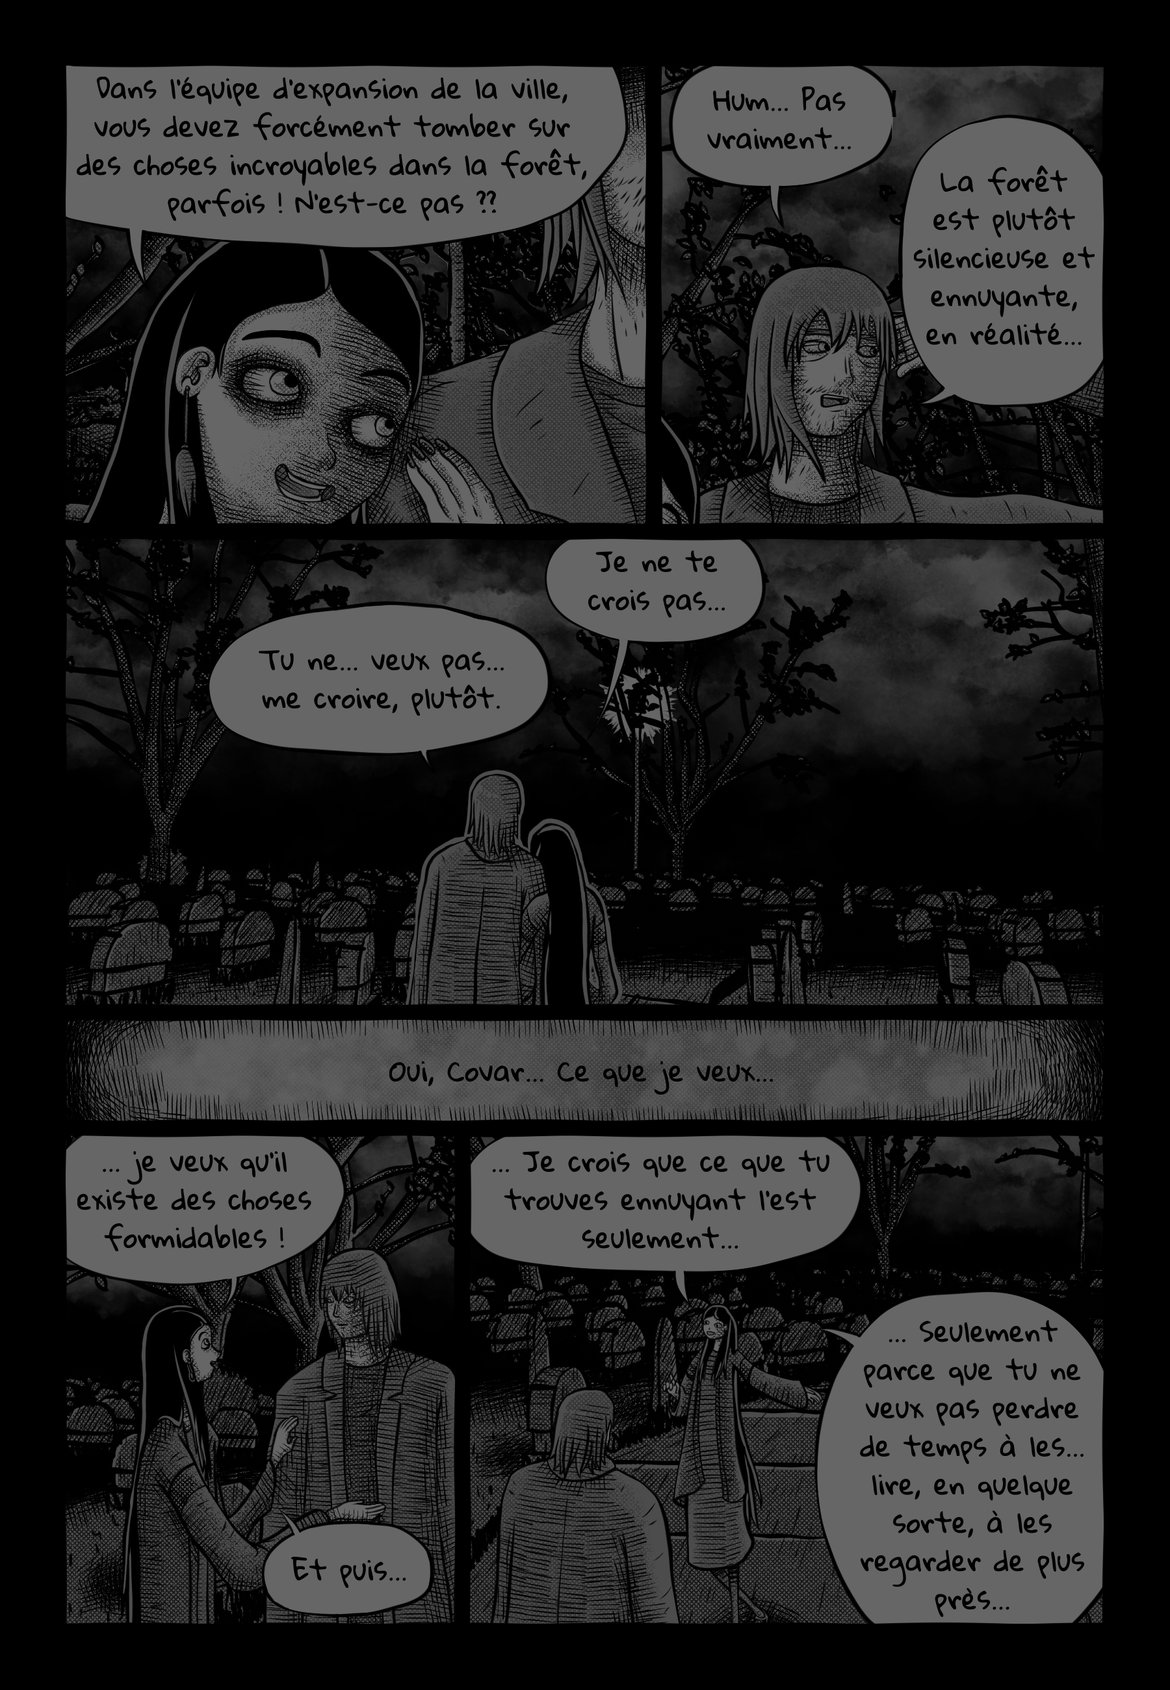 Dans l'équipe d'expansion de la ville,
vous devez forcément tomber sur
des choses incroyables dans la forêt,
parfois ! N'est-ce pas ??
Hum... Pas
vraiment...
La forêt
est plutôt
silencieuse et
ennuyante,
en réalité...
Je ne te
crois pas...
Tu ne... veux pas...
me croire, plutôt.
Oui, Covar... Ce que je veux...
... je veux qu'il
existe des choses
formidables !
Et puis...
... Je crois que ce que tu
trouves ennuyant l'est
seulement...
... Seulement
parce que tu ne
veux pas perdre
de temps à les...
lire, en quelque
sorte, à les
regarder de plus
près...